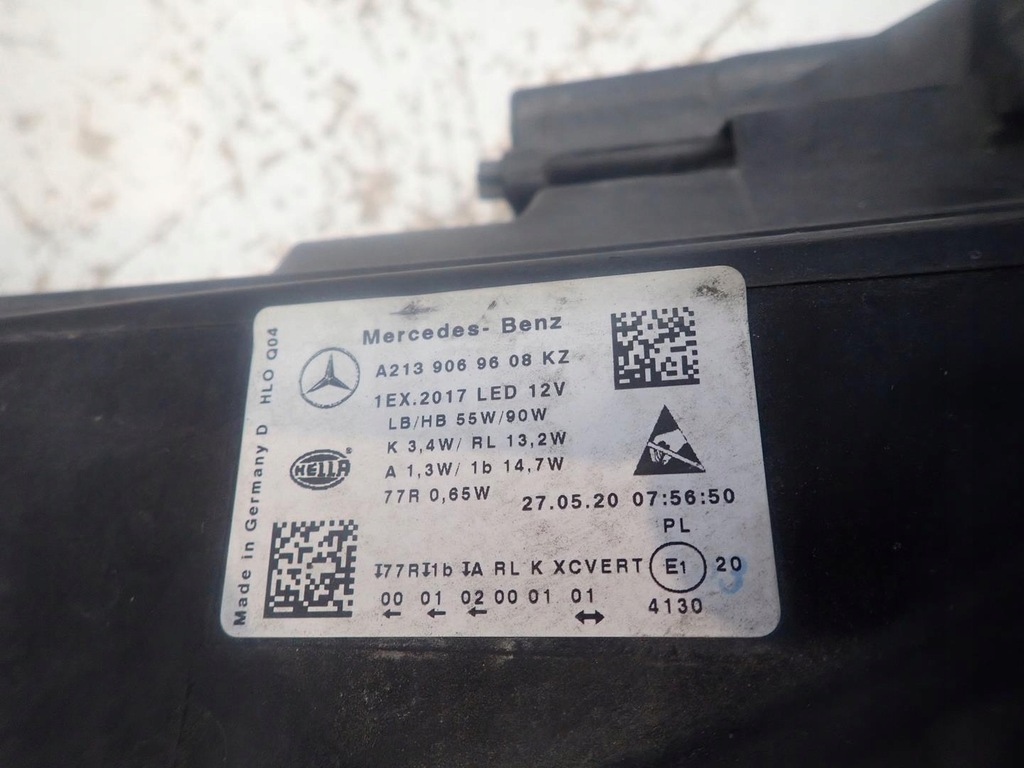 Mercedes- Benz
A213 906 96 08 KZ
1EX.2017 LED 12V
LB/HB 55W/90W
K 3,4W/ RL 13,2W
A 1,3W/ 1b 14,7W
77R 0,65W
27.05.20 07:56:50
PL
HELLA
Made in Germany D HLO Q04
I77RI1b IA RL K XCVERT E1 20
00 01 02 00 01 01 4130